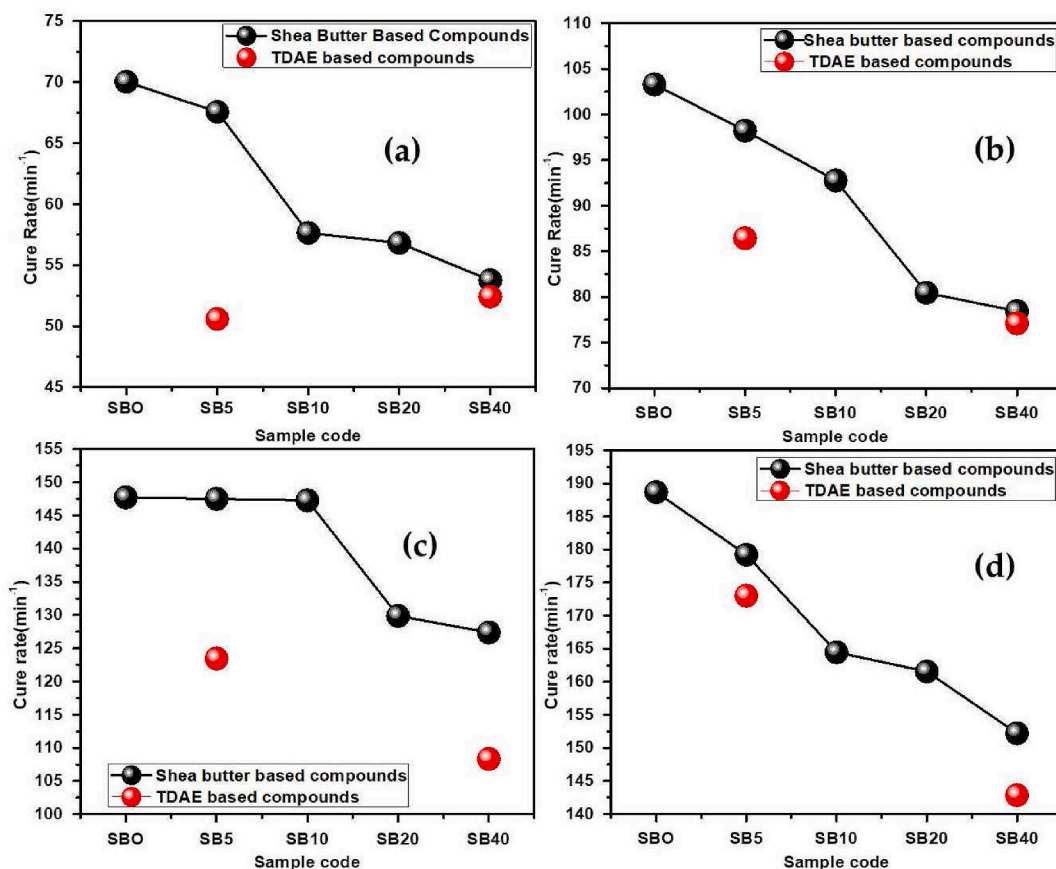 Shea Butter Based Compounds
TDAE based compounds
(a)
Cure Rate(min⁻¹)
70
65
60
55
50
45
SBO
SB5
SB10
SB20
SB40
Sample code
Shea butter based compounds
TDAE based compounds
(b)
Cure Rate(min⁻¹)
110
105
100
95
90
85
80
75
70
SBO
SB5
SB10
SB20
SB40
Sample code
(c)
Cure rate(min⁻¹)
155
150
145
140
135
130
125
120
115
110
105
100
Shea butter based compounds
TDAE based compounds
SBO
SB5
SB10
SB20
SB40
Sample code
Shea butter based compounds
TDAE based compounds
(d)
Cure rate(min⁻¹)
195
190
185
180
175
170
165
160
155
150
145
140
SBO
SB5
SB10
SB20
SB40
Sample code